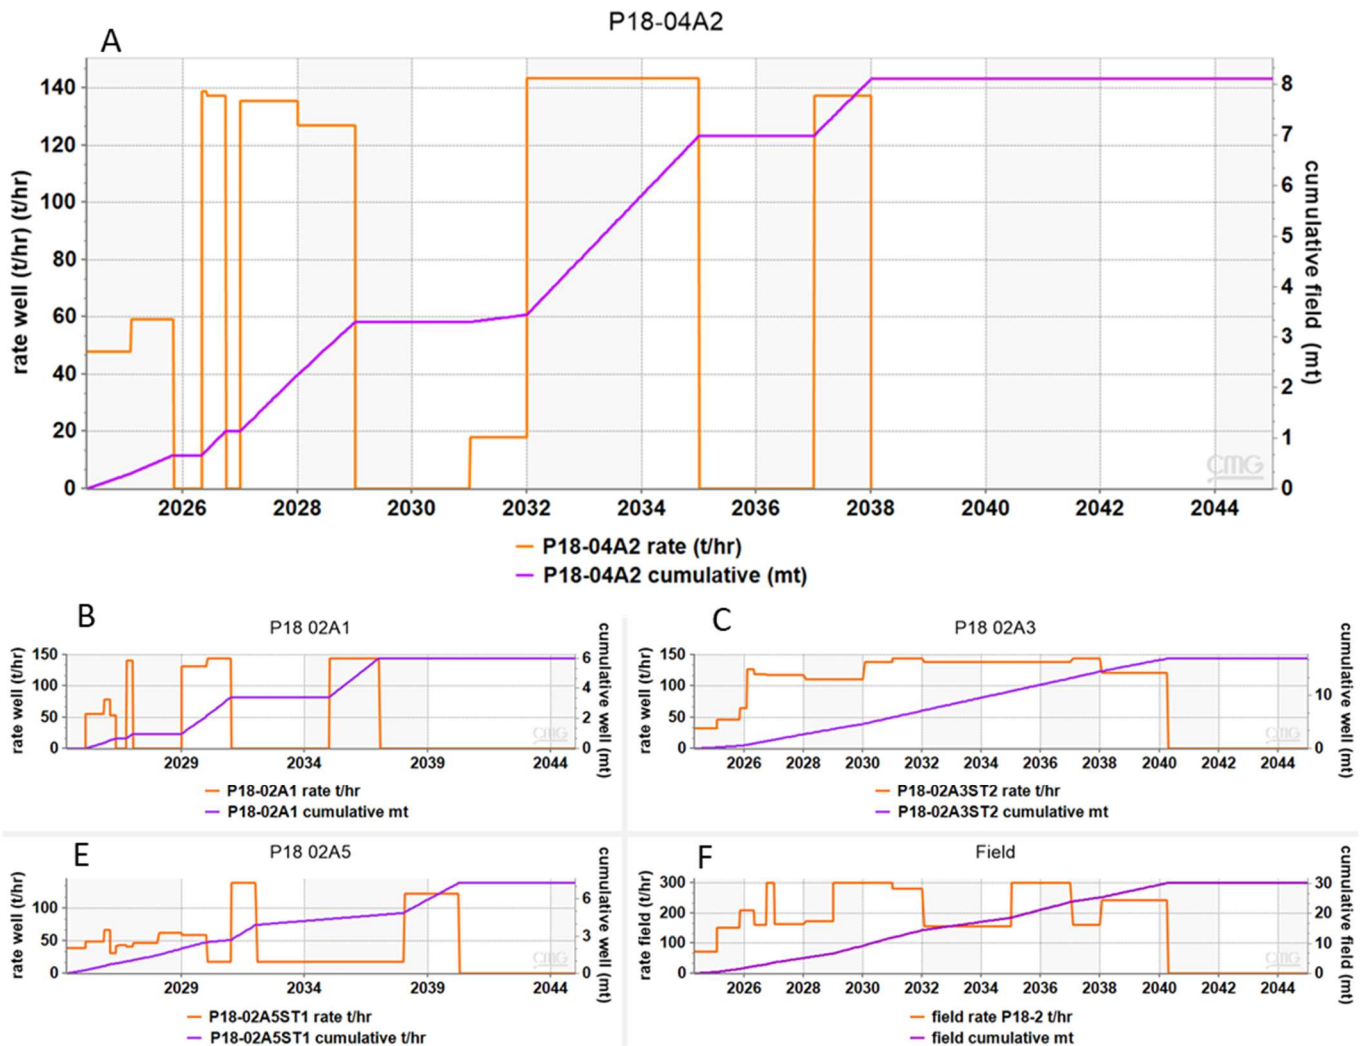 P18-04A2
A
140
120
100
80
60
40
20
0
rate well (t/hr) (t/hr)
8
7
6
5
4
3
2
1
0
cumulative field (mt)
CMG
2026 2028 2030 2032 2034 2036 2038 2040 2042 2044
P18-04A2 rate (t/hr)
P18-04A2 cumulative (mt)
B
P18 02A1
150
100
50
0
rate well (t/hr)
6
4
2
0
cumulative well (mt)
CMG
2029 2034 2039 2044
P18-02A1 rate t/hr
P18-02A1 cumulative mt
C
P18 02A3
150
100
50
0
rate well (t/hr)
10
0
cumulative well (mt)
CMG
2026 2028 2030 2032 2034 2036 2038 2040 2042 2044
P18-02A3ST2 rate t/hr
P18-02A3ST2 cumulative mt
E
P18 02A5
100
50
0
rate well (t/hr)
6
3
0
cumulative well (mt)
CMG
2029 2034 2039 2044
P18-02A5ST1 rate t/hr
P18-02A5ST1 cumulative t/hr
F
Field
300
200
100
0
rate field (t/hr)
30
20
10
0
cumulative field (mt)
CMG
2026 2028 2030 2032 2034 2036 2038 2040 2042 2044
field rate P18-2 t/hr
field cumulative mt